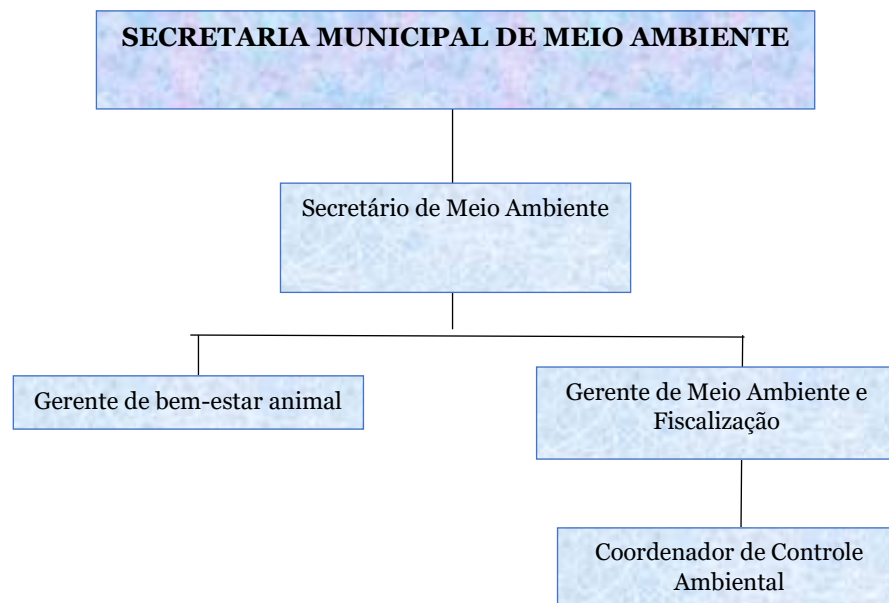 SECRETARIA MUNICIPAL DE MEIO AMBIENTE
Secretário de Meio Ambiente
Gerente de bem-estar animal
Gerente de Meio Ambiente e
Fiscalização
Coordenador de Controle
Ambiental